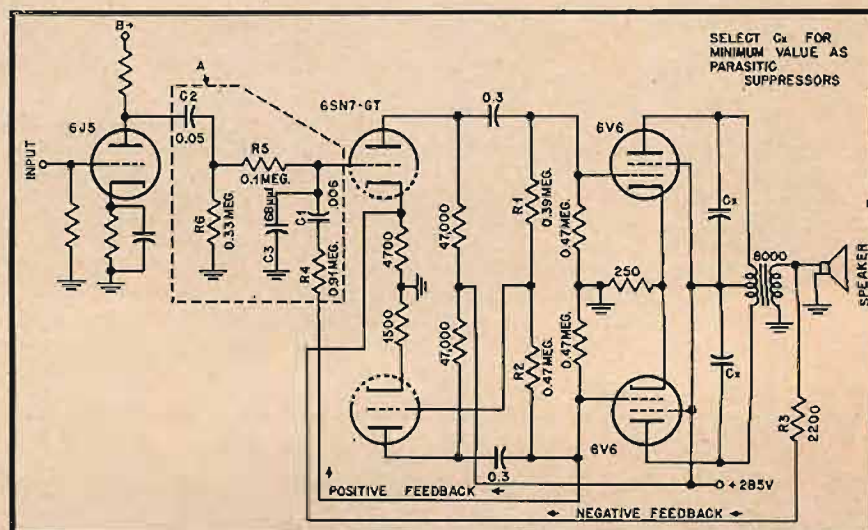 SELECT Cx FOR
MINIMUM VALUE AS
PARASITIC
SUPPRESSORS
B+
A
C2
0.05
6J5
INPUT
R5
0.1MEG.
R6
0.33MEG.
C3
68μμf
C1
.006
R4
0.91MEG.
6SN7-GT
4700
1500
47,000
47,000
0.3
0.3
R1
0.39MEG.
R2
0.47MEG.
0.47MEG.
0.47MEG.
250
6V6
6V6
Cx
Cx
8000
SPEAKER
R3
2200
+285V
POSITIVE FEEDBACK
NEGATIVE FEEDBACK